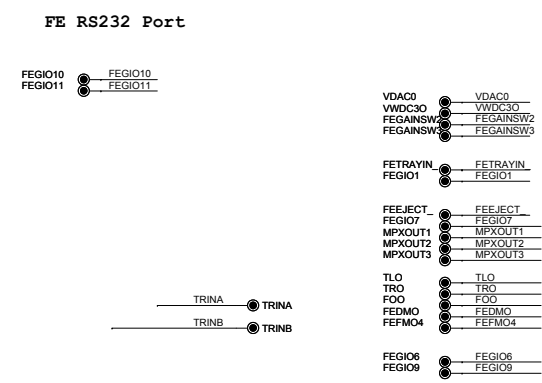 FE RS232 Port
FEGIO10 FEGIO10
FEGIO11 FEGIO11
VDAC0 VDAC0
VWDC3O VWDC3O
FEGAINSW2 FEGAINSW2
FEGAINSW3 FEGAINSW3
FETRAYIN_ FETRAYIN_
FEGIO1 FEGIO1
FEEJECT_ FEEJECT_
FEGIO7 FEGIO7
MPXOUT1 MPXOUT1
MPXOUT2 MPXOUT2
MPXOUT3 MPXOUT3
TLO TLO
TRO TRO
FOO FOO
FEDMO FEDMO
FEFMO4 FEFMO4
TRINA TRINA
TRINB TRINB
FEGIO6 FEGIO6
FEGIO9 FEGIO9